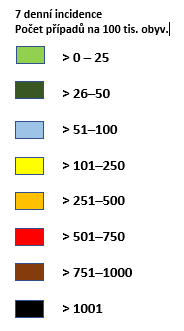 7 denní incidence
Počet případů na 100 tis. obyv.
> 0 – 25
> 26–50
> 51–100
> 101–250
> 251–500
> 501–750
> 751–1000
> 1001